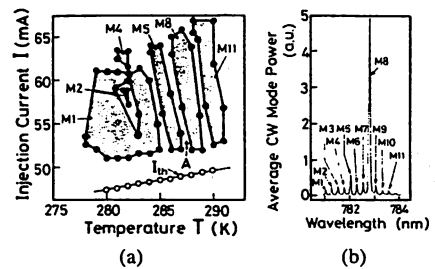 Injection Current I (mA)
65
60
55
50
M4
M5
M8
M11
M2
M1
Ith
A
275
280
285
290
Temperature T (K)
(a)
Average CW Mode Power
(a.u.)
5
4
3
2
1
0
M8
M3
M4
M5
M6
M7
M9
M10
M11
M2
M1
782
784
Wavelength (nm)
(b)